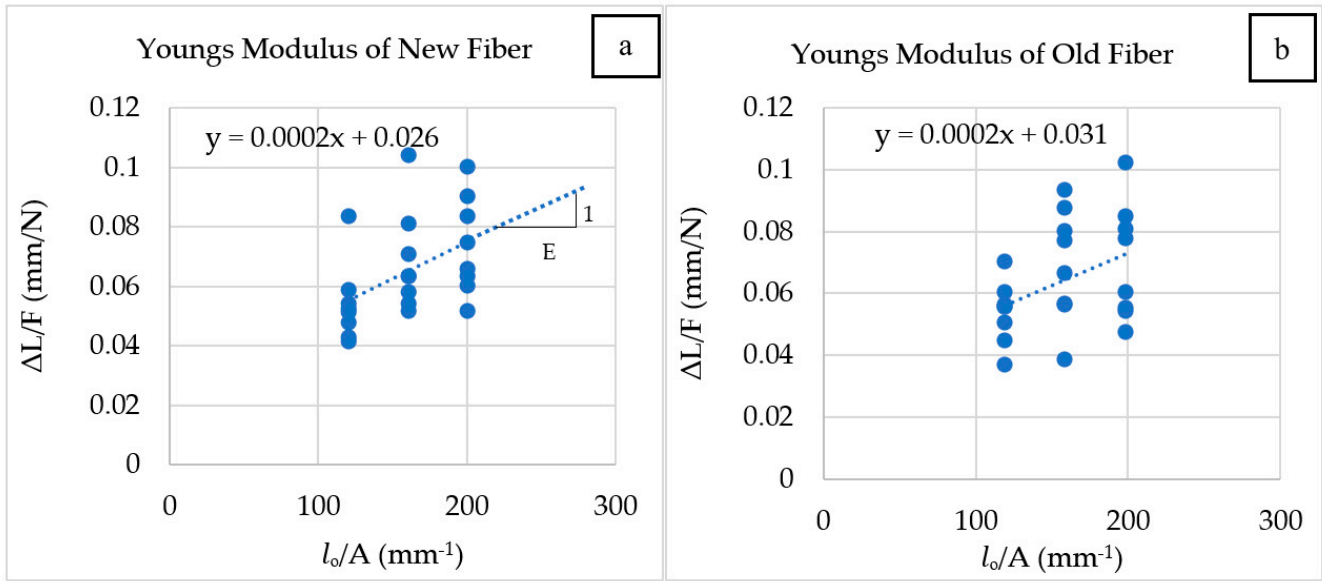 Youngs Modulus of New Fiber
a
y = 0.0002x + 0.026
0.12
0.1
0.08
0.06
0.04
0.02
0
ΔL/F (mm/N)
1
E
0 100 200 300
lₒ/A (mm⁻¹)
Youngs Modulus of Old Fiber
b
y = 0.0002x + 0.031
0.12
0.1
0.08
0.06
0.04
0.02
0
ΔL/F (mm/N)
0 100 200 300
lₒ/A (mm⁻¹)